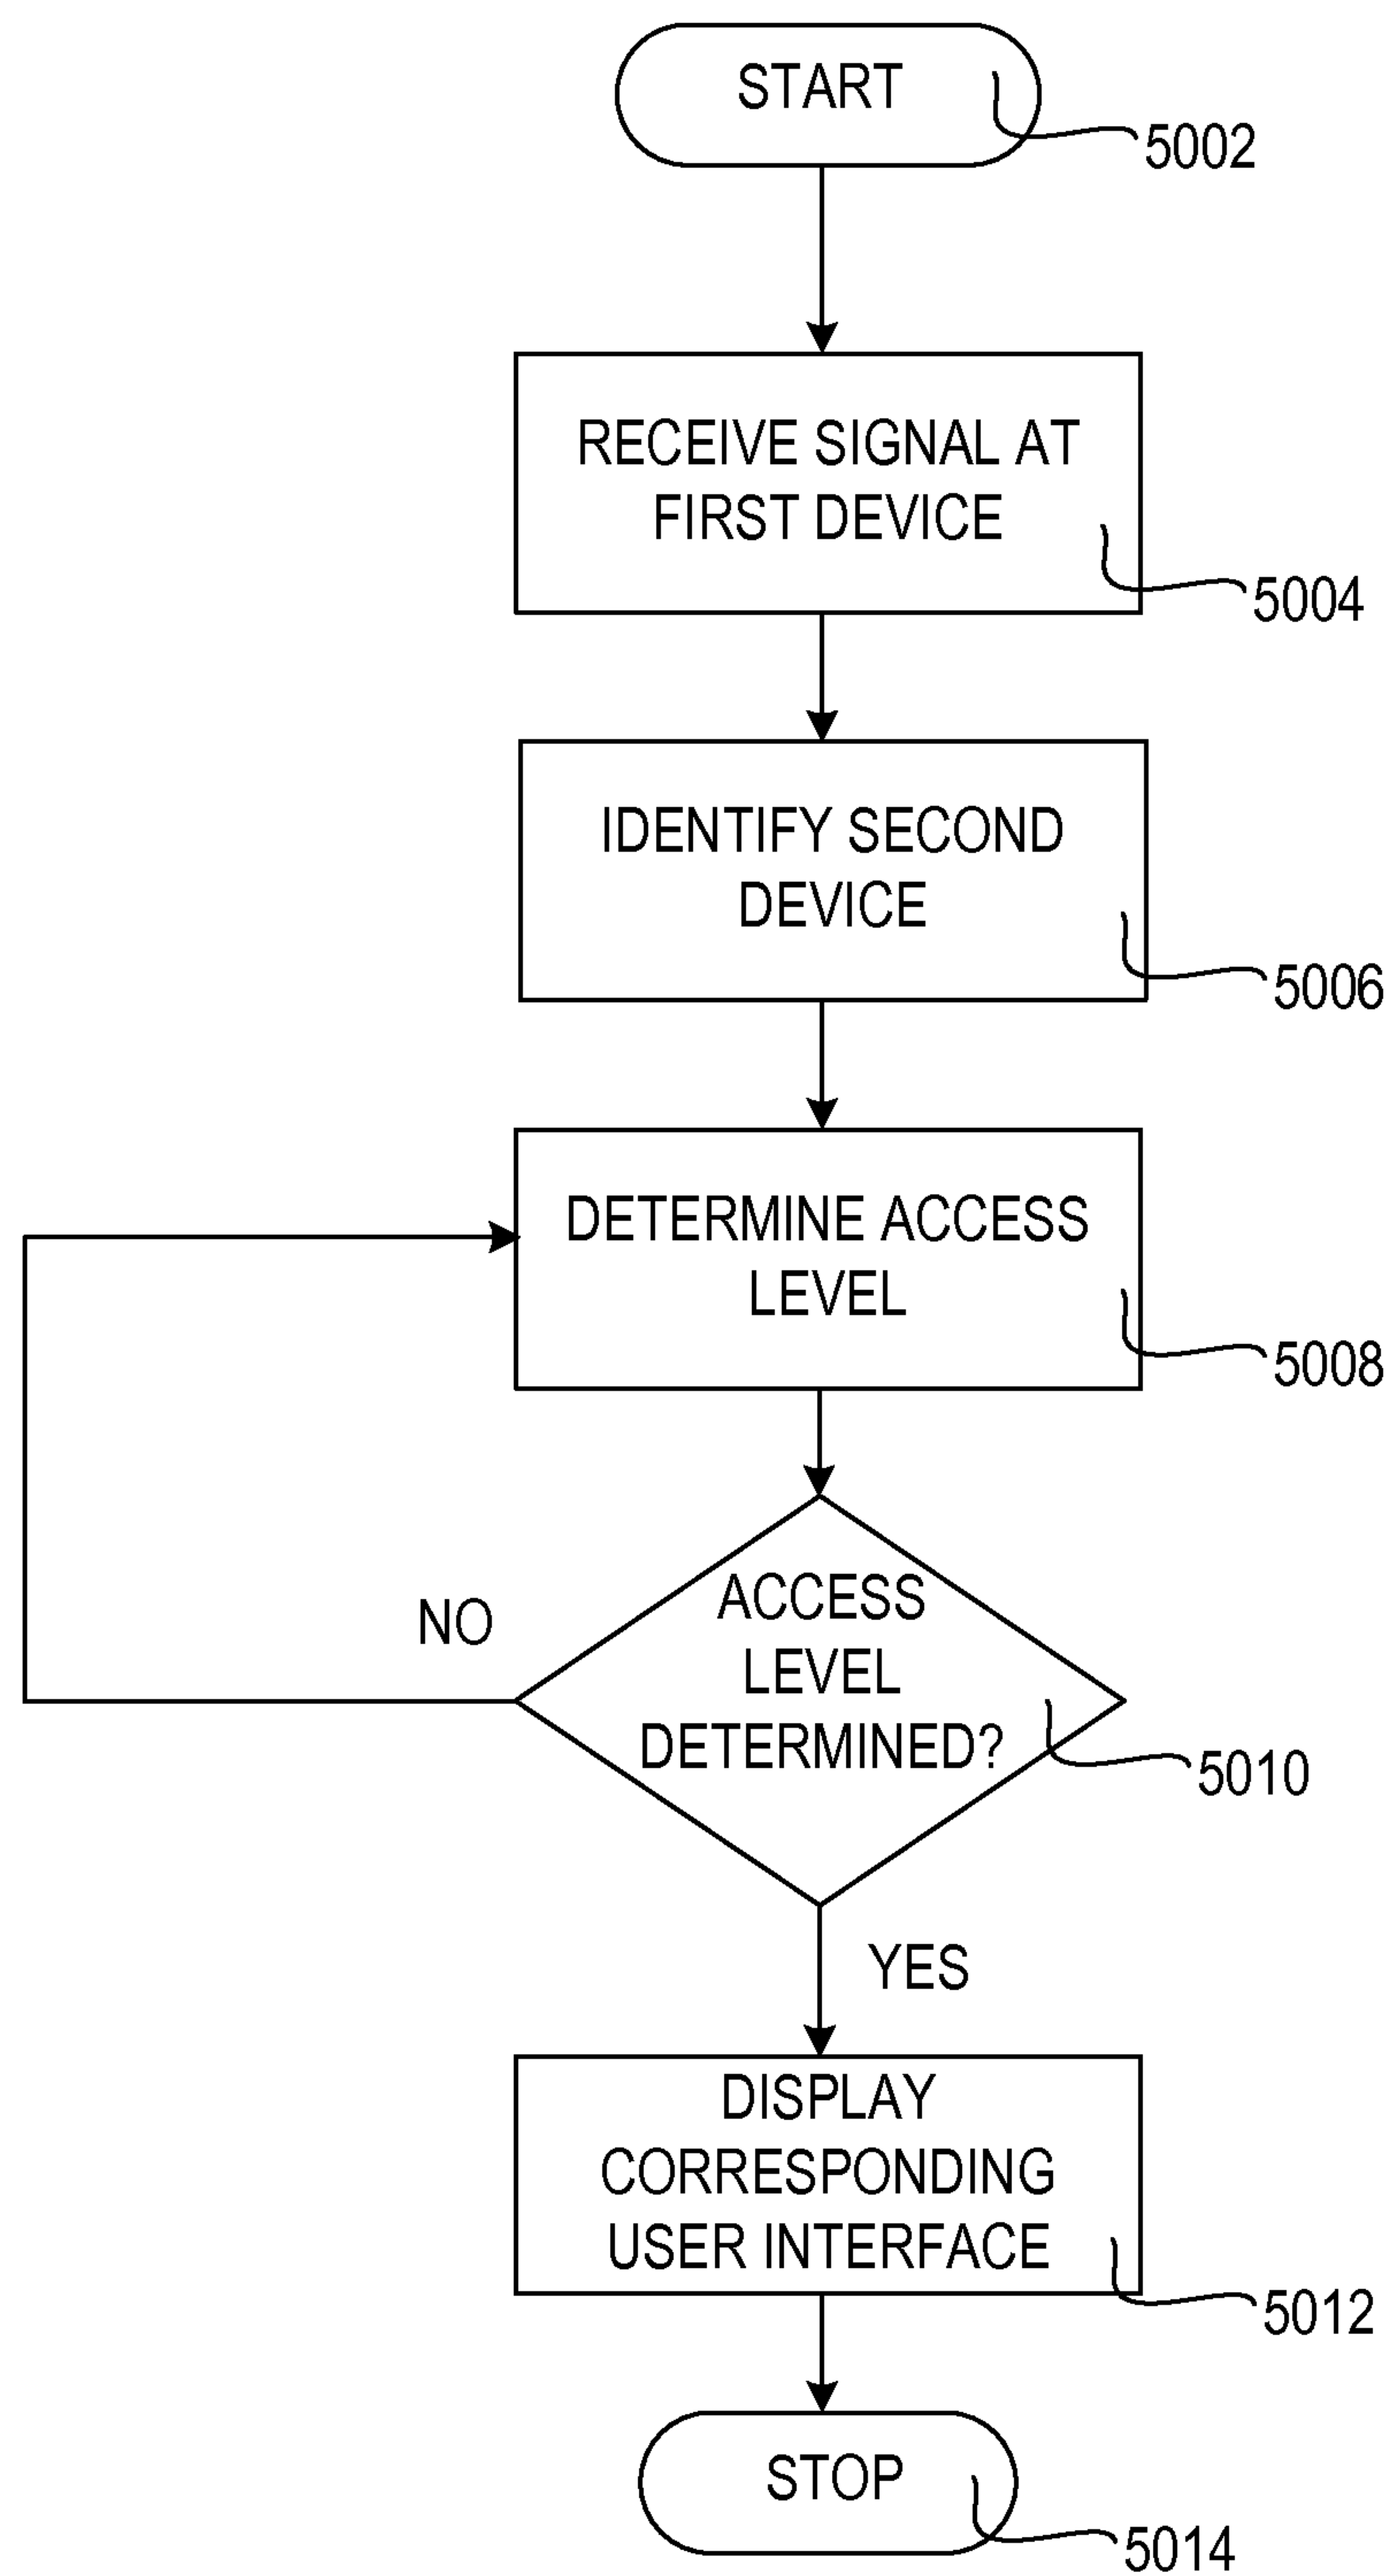 START
5002
RECEIVE SIGNAL AT
FIRST DEVICE
5004
IDENTIFY SECOND
DEVICE
5006
DETERMINE ACCESS
LEVEL
5008
ACCESS
LEVEL
DETERMINED?
NO
5010
YES
DISPLAY
CORRESPONDING
USER INTERFACE
5012
STOP
5014